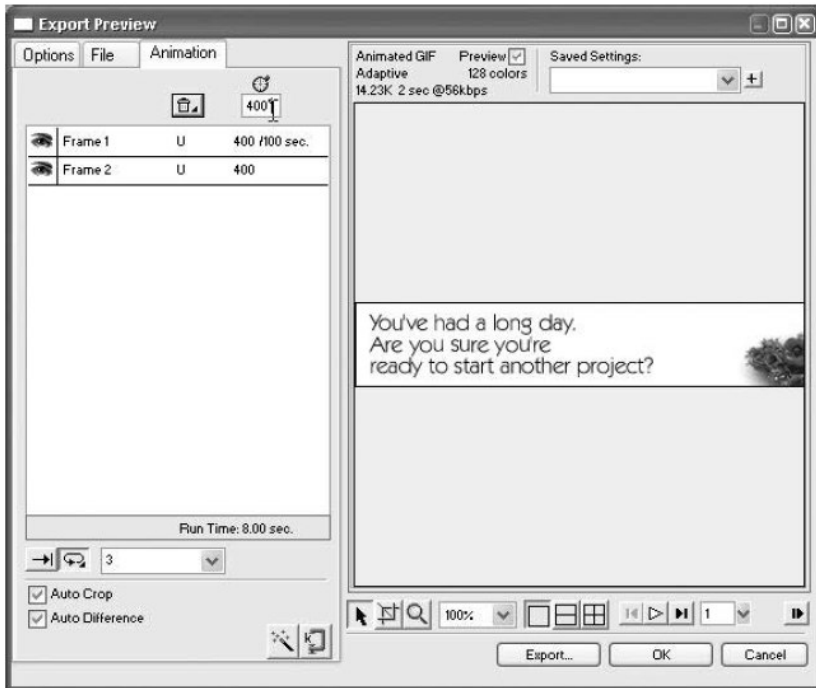 Export Preview
Options File Animation
400
Frame 1 U 400 /100 sec.
Frame 2 U 400
Run Time: 8.00 sec.
3
Auto Crop
Auto Difference
Animated GIF Preview
Adaptive 128 colors
14.23K 2 sec @56kbps
Saved Settings:
You've had a long day.
Are you sure you're
ready to start another project?
100% 1
Export... OK Cancel